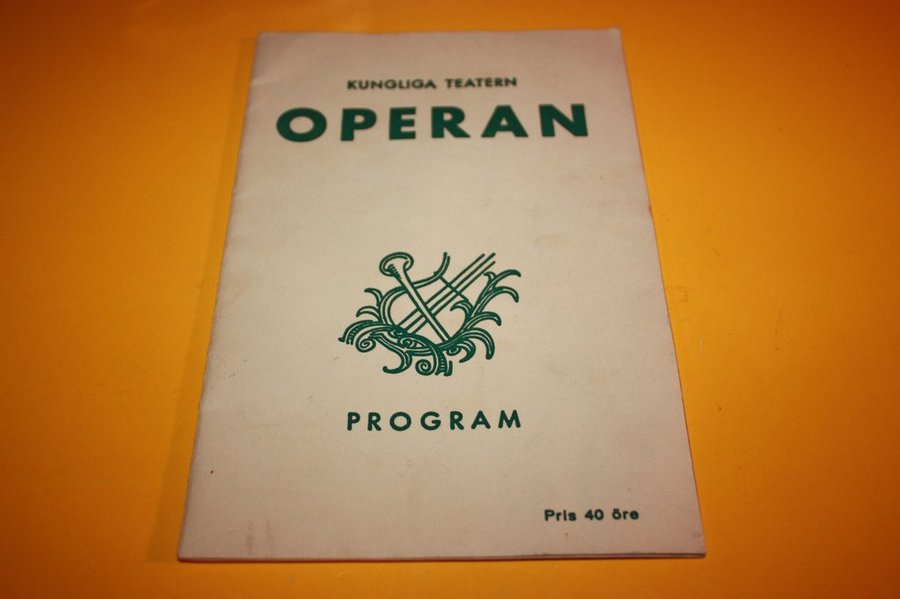 KUNGLIGA TEATERN
OPERAN
PROGRAM
Pris 40 öre